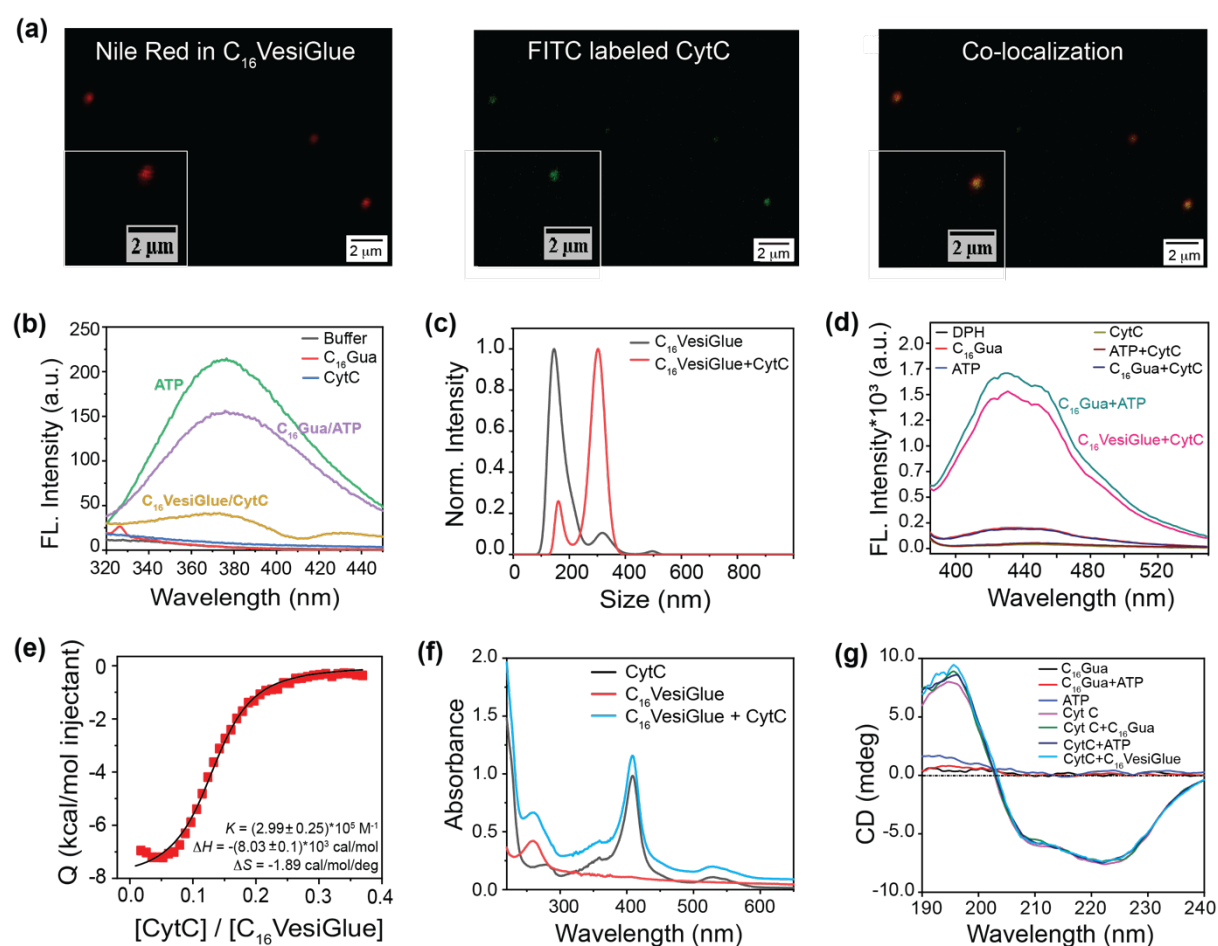 (a)
Nile Red in C₁₆VesiGlue
FITC labeled CytC
Co-localization
2 μm
2 μm
2 μm
2 μm
2 μm
2 μm
(b)
FL. Intensity (a.u.)
250
200
150
100
50
0
320 340 360 380 400 420 440
Wavelength (nm)
Buffer
C₁₆Gua
CytC
ATP
C₁₆Gua/ATP
C₁₆VesiGlue/CytC
(c)
Norm. Intensity
1.0
0.8
0.6
0.4
0.2
0.0
0 200 400 600 800
Size (nm)
C₁₆VesiGlue
C₁₆VesiGlue+CytC
(d)
FL. Intensity*10³ (a.u.)
2.0
1.7
1.5
1.2
1.0
0.7
0.5
0.2
0.0
400 440 480 520
Wavelength (nm)
DPH
C₁₆Gua
ATP
CytC
ATP+CytC
C₁₆Gua+CytC
C₁₆Gua+ATP
C₁₆VesiGlue+CytC
(e)
Q (kcal/mol injectant)
0
-2
-4
-6
-8
0.0 0.1 0.2 0.3 0.4
[CytC] / [C₁₆VesiGlue]
K = (2.99±0.25)*10⁵ M⁻¹
ΔH = -(8.03±0.1)*10³ cal/mol
ΔS = -1.89 cal/mol/deg
(f)
Absorbance
2.0
1.5
1.0
0.5
0.0
300 400 500 600
Wavelength (nm)
CytC
C₁₆VesiGlue
C₁₆VesiGlue + CytC
(g)
CD (mdeg)
10.0
5.0
0.0
-5.0
-10.0
190 200 210 220 230 240
Wavelength (nm)
C₁₆Gua
C₁₆Gua+ATP
ATP
Cyt C
Cyt C+C₁₆Gua
CytC+ATP
CytC+C₁₆VesiGlue